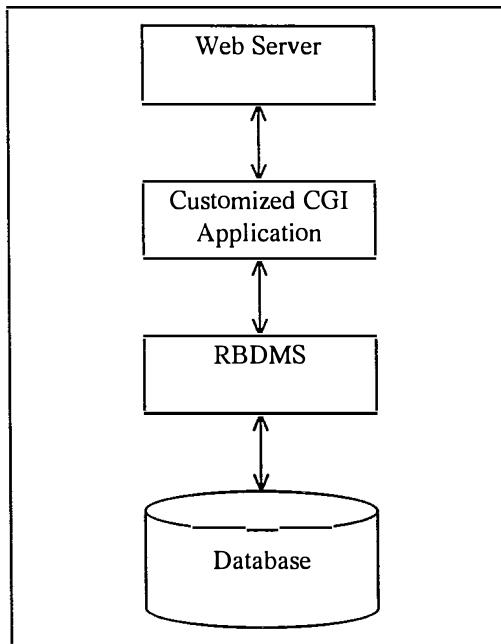 Web Server
Customized CGI
Application
RBDMS
Database